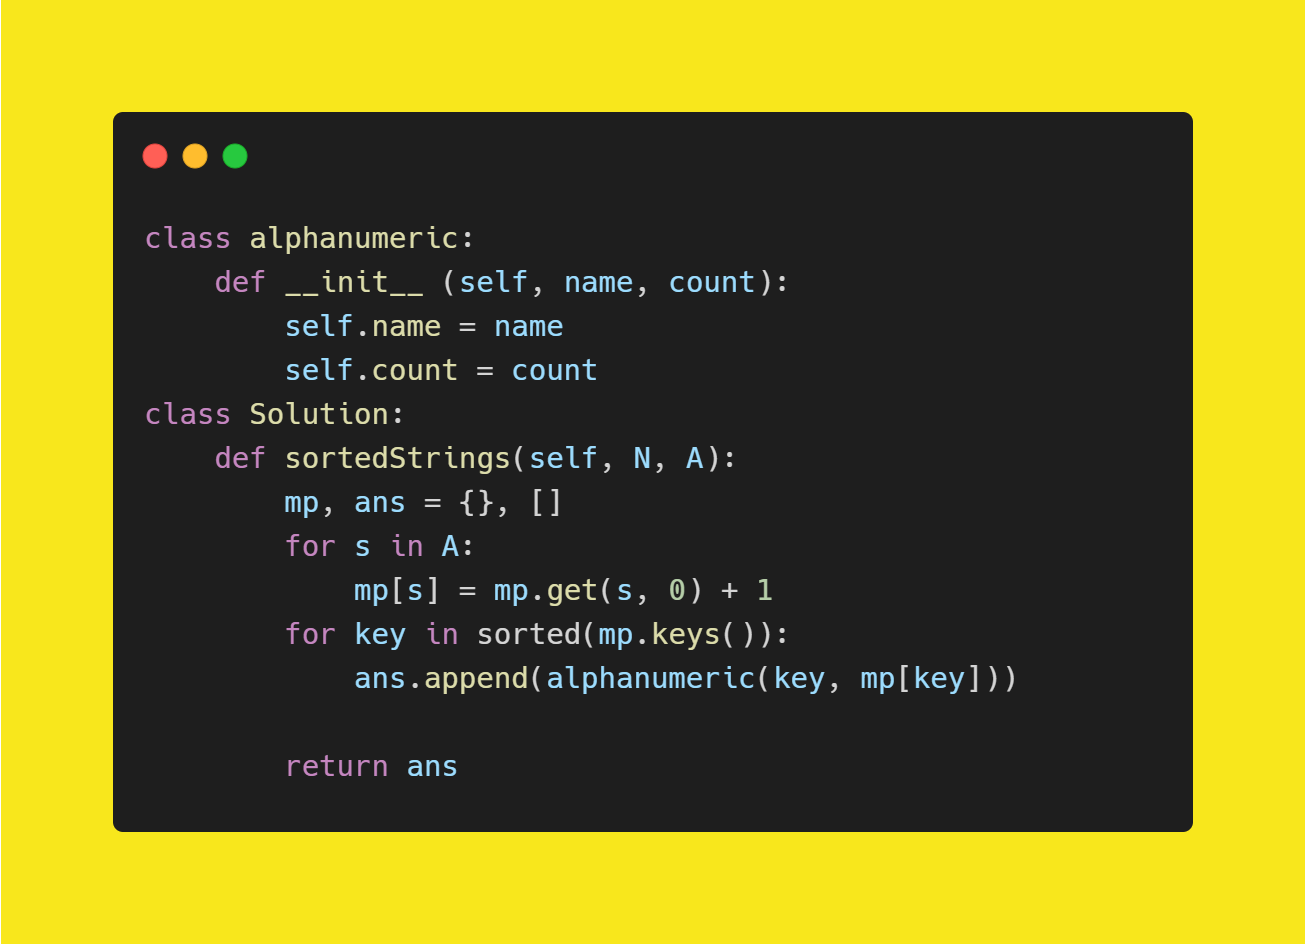 class alphanumeric:
    def __init__ (self, name, count):
        self.name = name
        self.count = count
class Solution:
    def sortedStrings(self, N, A):
        mp, ans = {}, []
        for s in A:
            mp[s] = mp.get(s, 0) + 1
        for key in sorted(mp.keys()):
            ans.append(alphanumeric(key, mp[key]))

        return ans